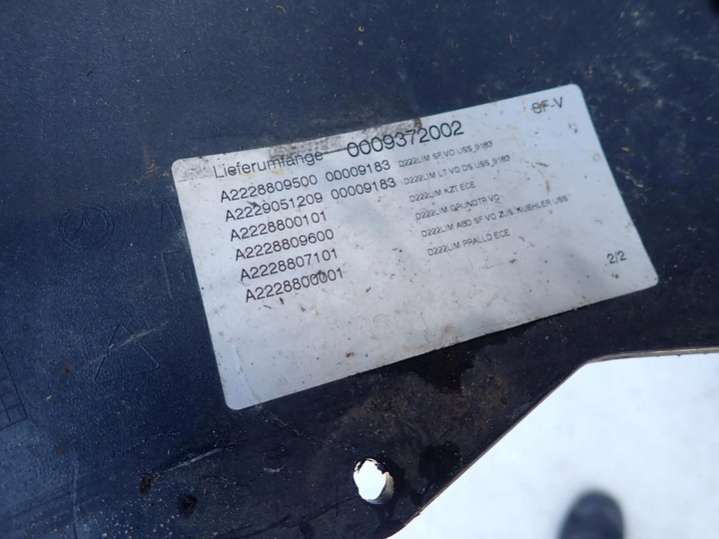 SF-V
Lieferumfänge 0009372002
A2228809500 00009183 D222LIM SF VO USS_9183
A2229051209 00009183 D222LIM LT VO DS USS_9183
A2228800101 D222LIM KZT ECE
A2228809600 D222LIM GRUNDTR VO
A2228807101 D222LIM ABD SF VO ZUS. KUEHLER USS
A2228800001 D222LIM PRALLD ECE
2/2